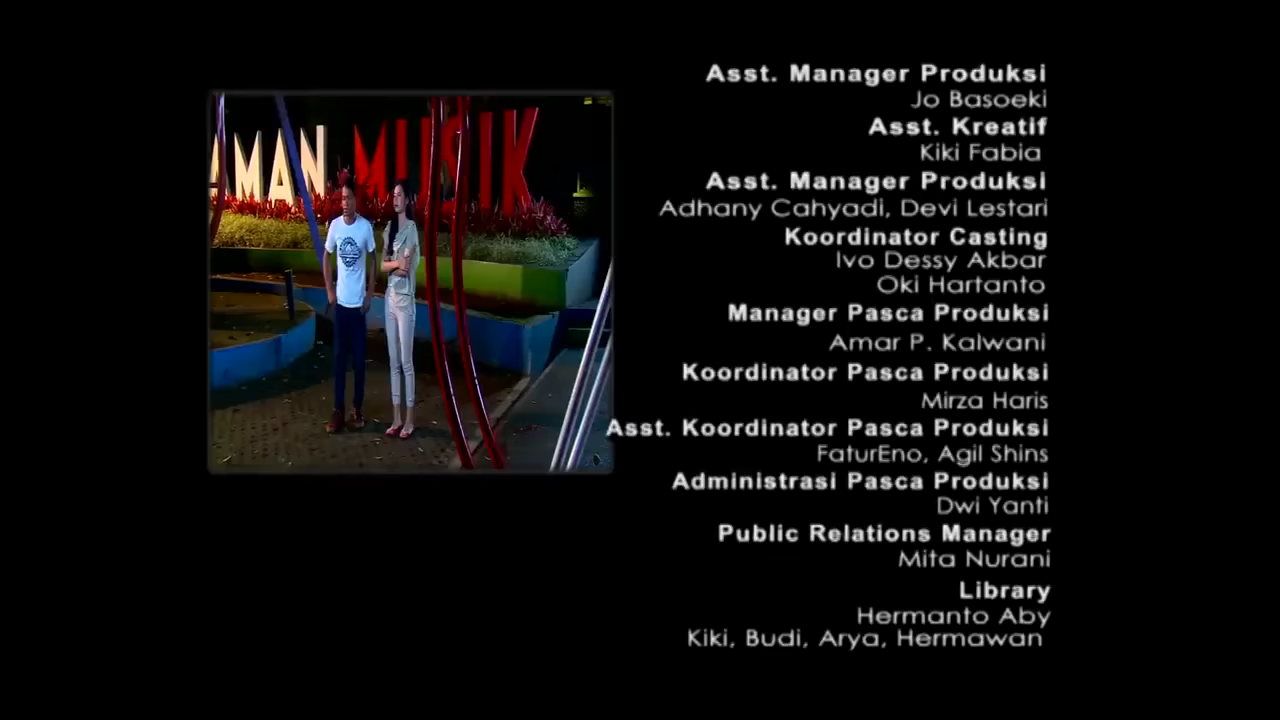 AMAN MUSIK
Asst. Manager Produksi
Jo Basoeki
Asst. Kreatif
Kiki Fabia
Asst. Manager Produksi
Adhany Cahyadi, Devi Lestari
Koordinator Casting
Ivo Dessy Akbar
Oki Hartanto
Manager Pasca Produksi
Amar P. Kalwani
Koordinator Pasca Produksi
Mirza Haris
Asst. Koordinator Pasca Produksi
FaturEno, Agil Shins
Administrasi Pasca Produksi
Dwi Yanti
Public Relations Manager
Mita Nurani
Library
Hermanto Aby
Kiki, Budi, Arya, Hermawan